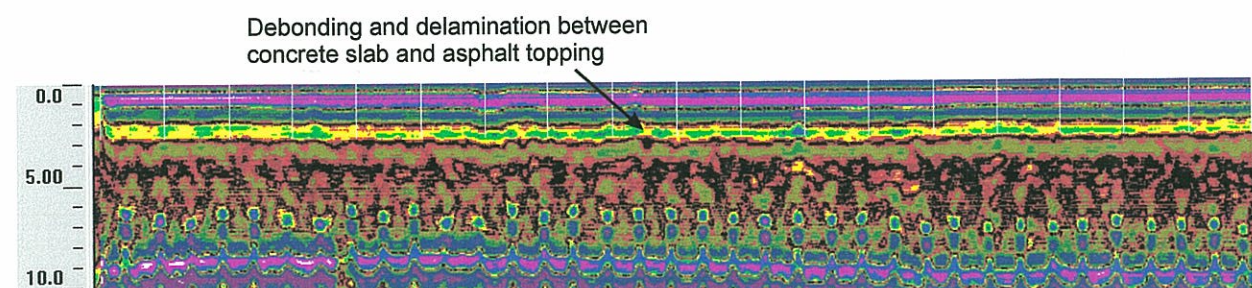 Debonding and delamination between
concrete slab and asphalt topping
0.0
5.00
10.0